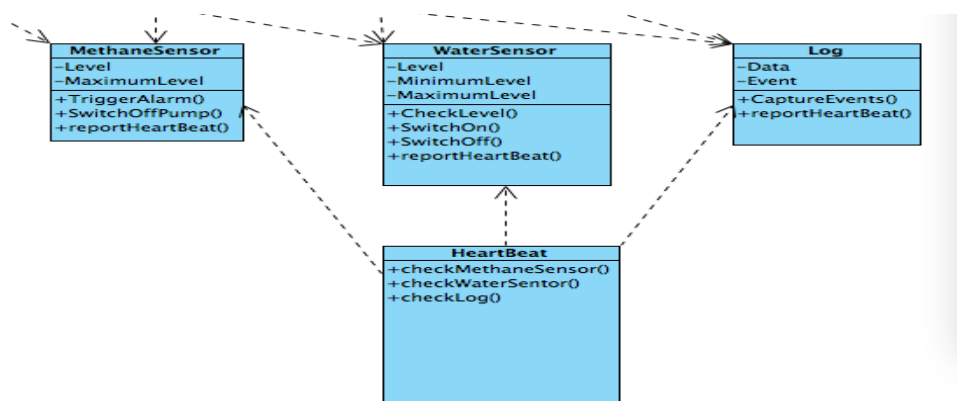 MethaneSensor
-Level
-MaximumLevel
+TriggerAlarm()
+SwitchOffPump()
+reportHeartBeat()
WaterSensor
-Level
-MinimumLevel
-MaximumLevel
+CheckLevel()
+SwitchOn()
+SwitchOff()
+reportHeartBeat()
Log
-Data
-Event
+CaptureEvents()
+reportHeartBeat()
HeartBeat
+checkMethaneSensor()
+checkWaterSentor()
+checkLog()